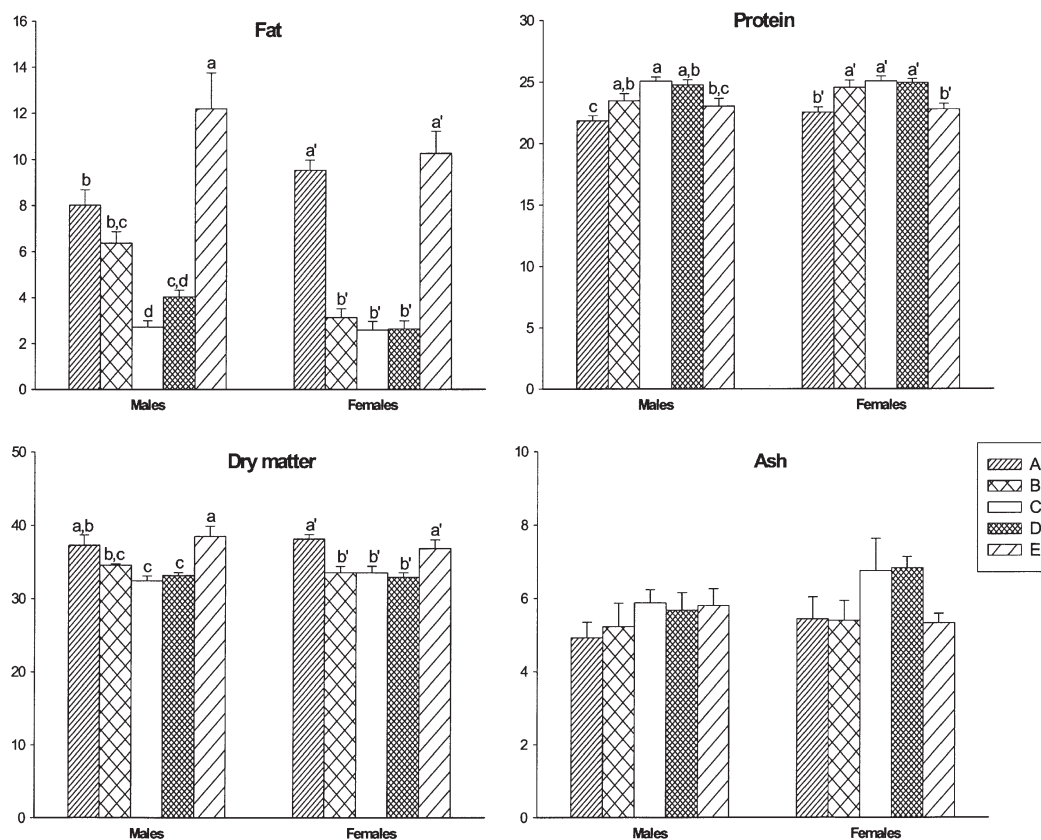 Fat
16
14
12
10
8
6
4
2
0
b
b,c
d
c,d
a
a'
b'
b'
b'
a'
Males
Females
Protein
30
25
20
15
10
5
0
c
a,b
a
a,b
b,c
b'
a'
a'
a'
b'
Males
Females
Dry matter
50
40
30
20
10
0
a,b
b,c
c
c
a
a'
b'
b'
b'
a'
Males
Females
Ash
10
8
6
4
2
0
Males
Females
A
B
C
D
E